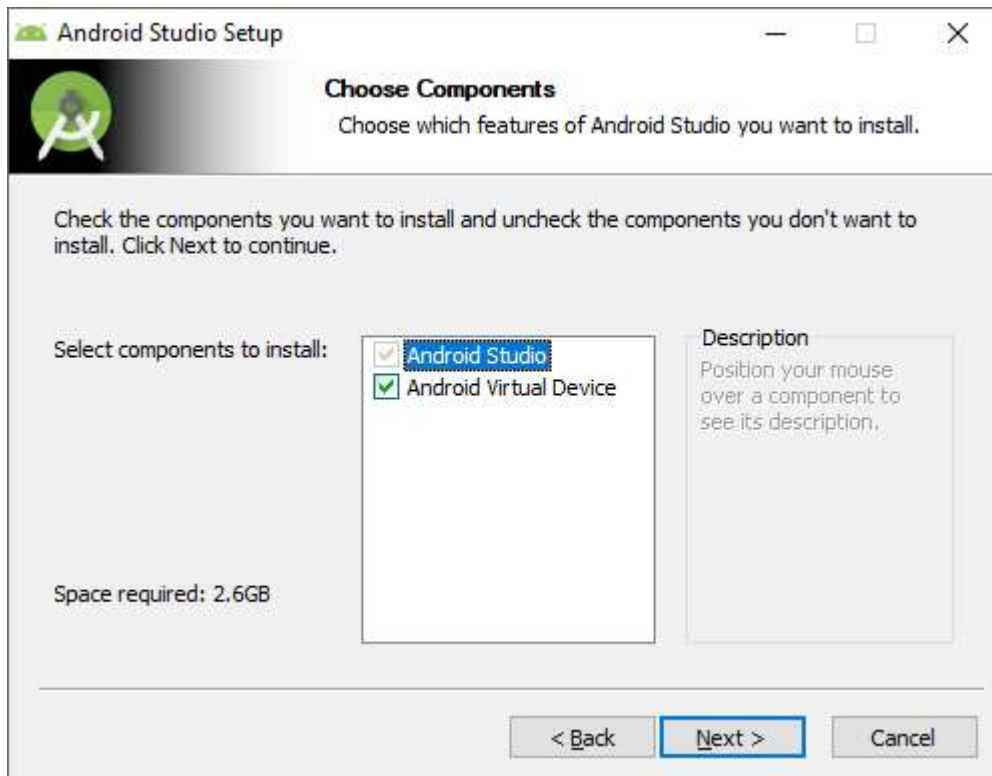 Android Studio Setup
Choose Components
Choose which features of Android Studio you want to install.
Check the components you want to install and uncheck the components you don't want to
install. Click Next to continue.
Select components to install:
Android Studio
Android Virtual Device
Description
Position your mouse
over a component to
see its description.
Space required: 2.6GB
< Back
Next >
Cancel